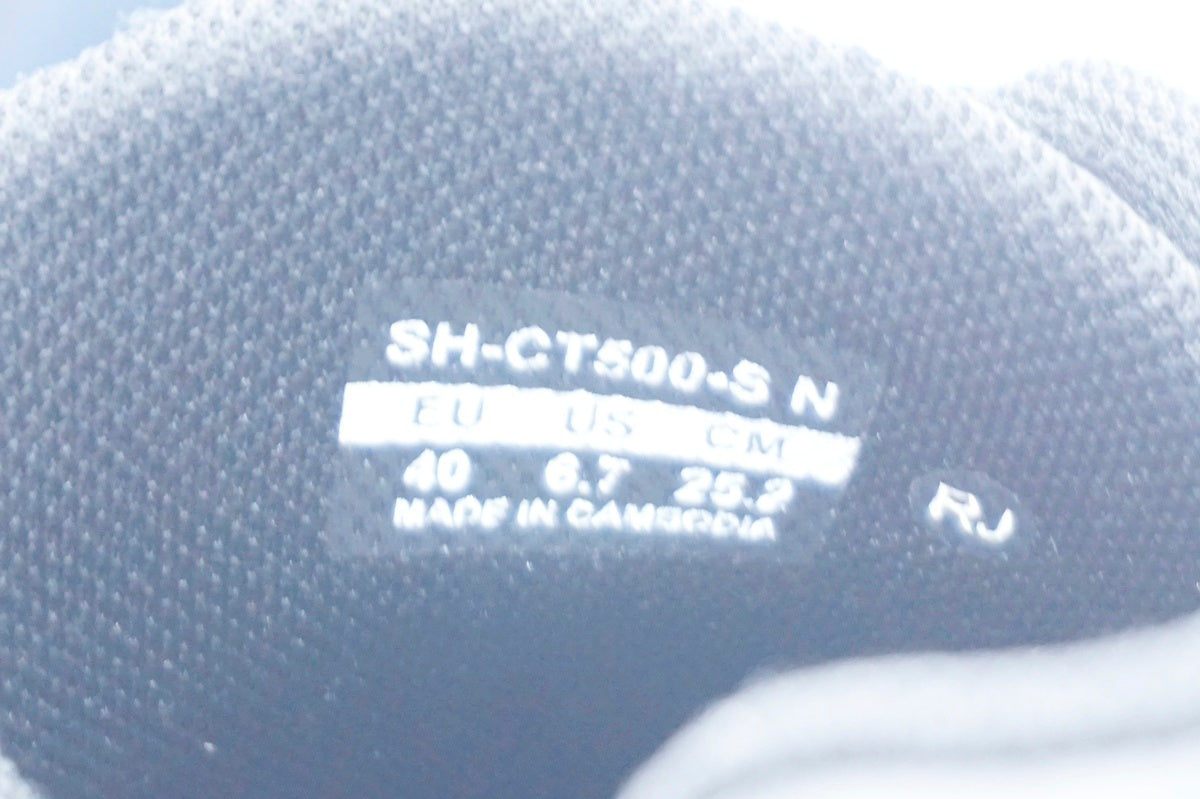 SH-CT500-S N
EU US CM
40 6.7 25.2
MADE IN CAMBODIA
RJ